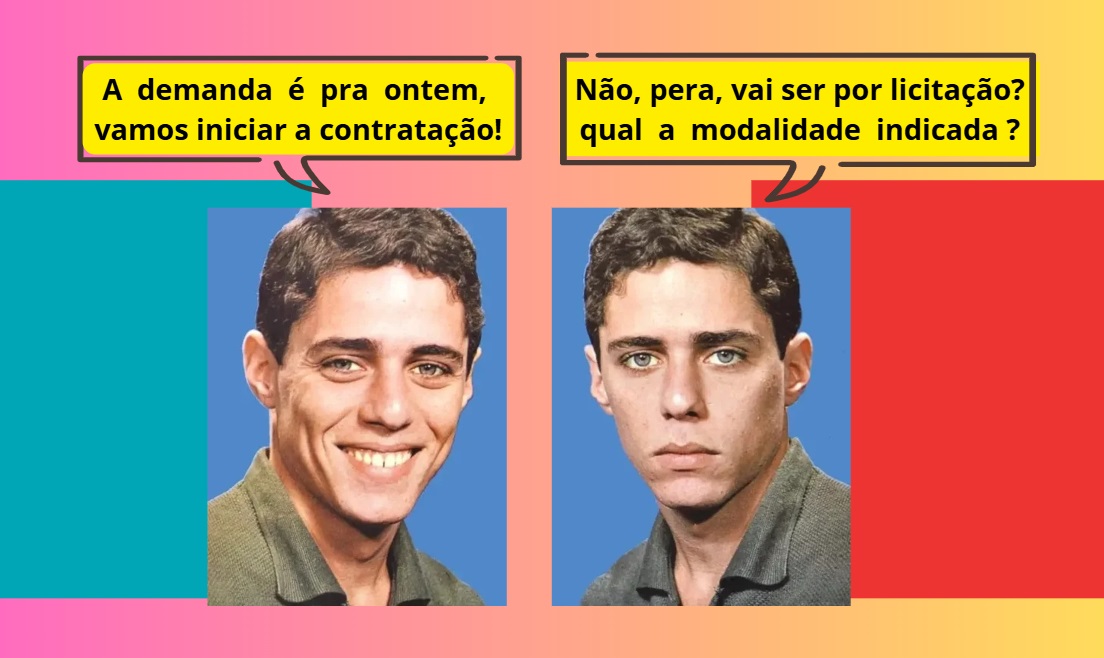 A demanda é pra ontem,
vamos iniciar a contratação!
Não, pera, vai ser por licitação?
qual a modalidade indicada ?